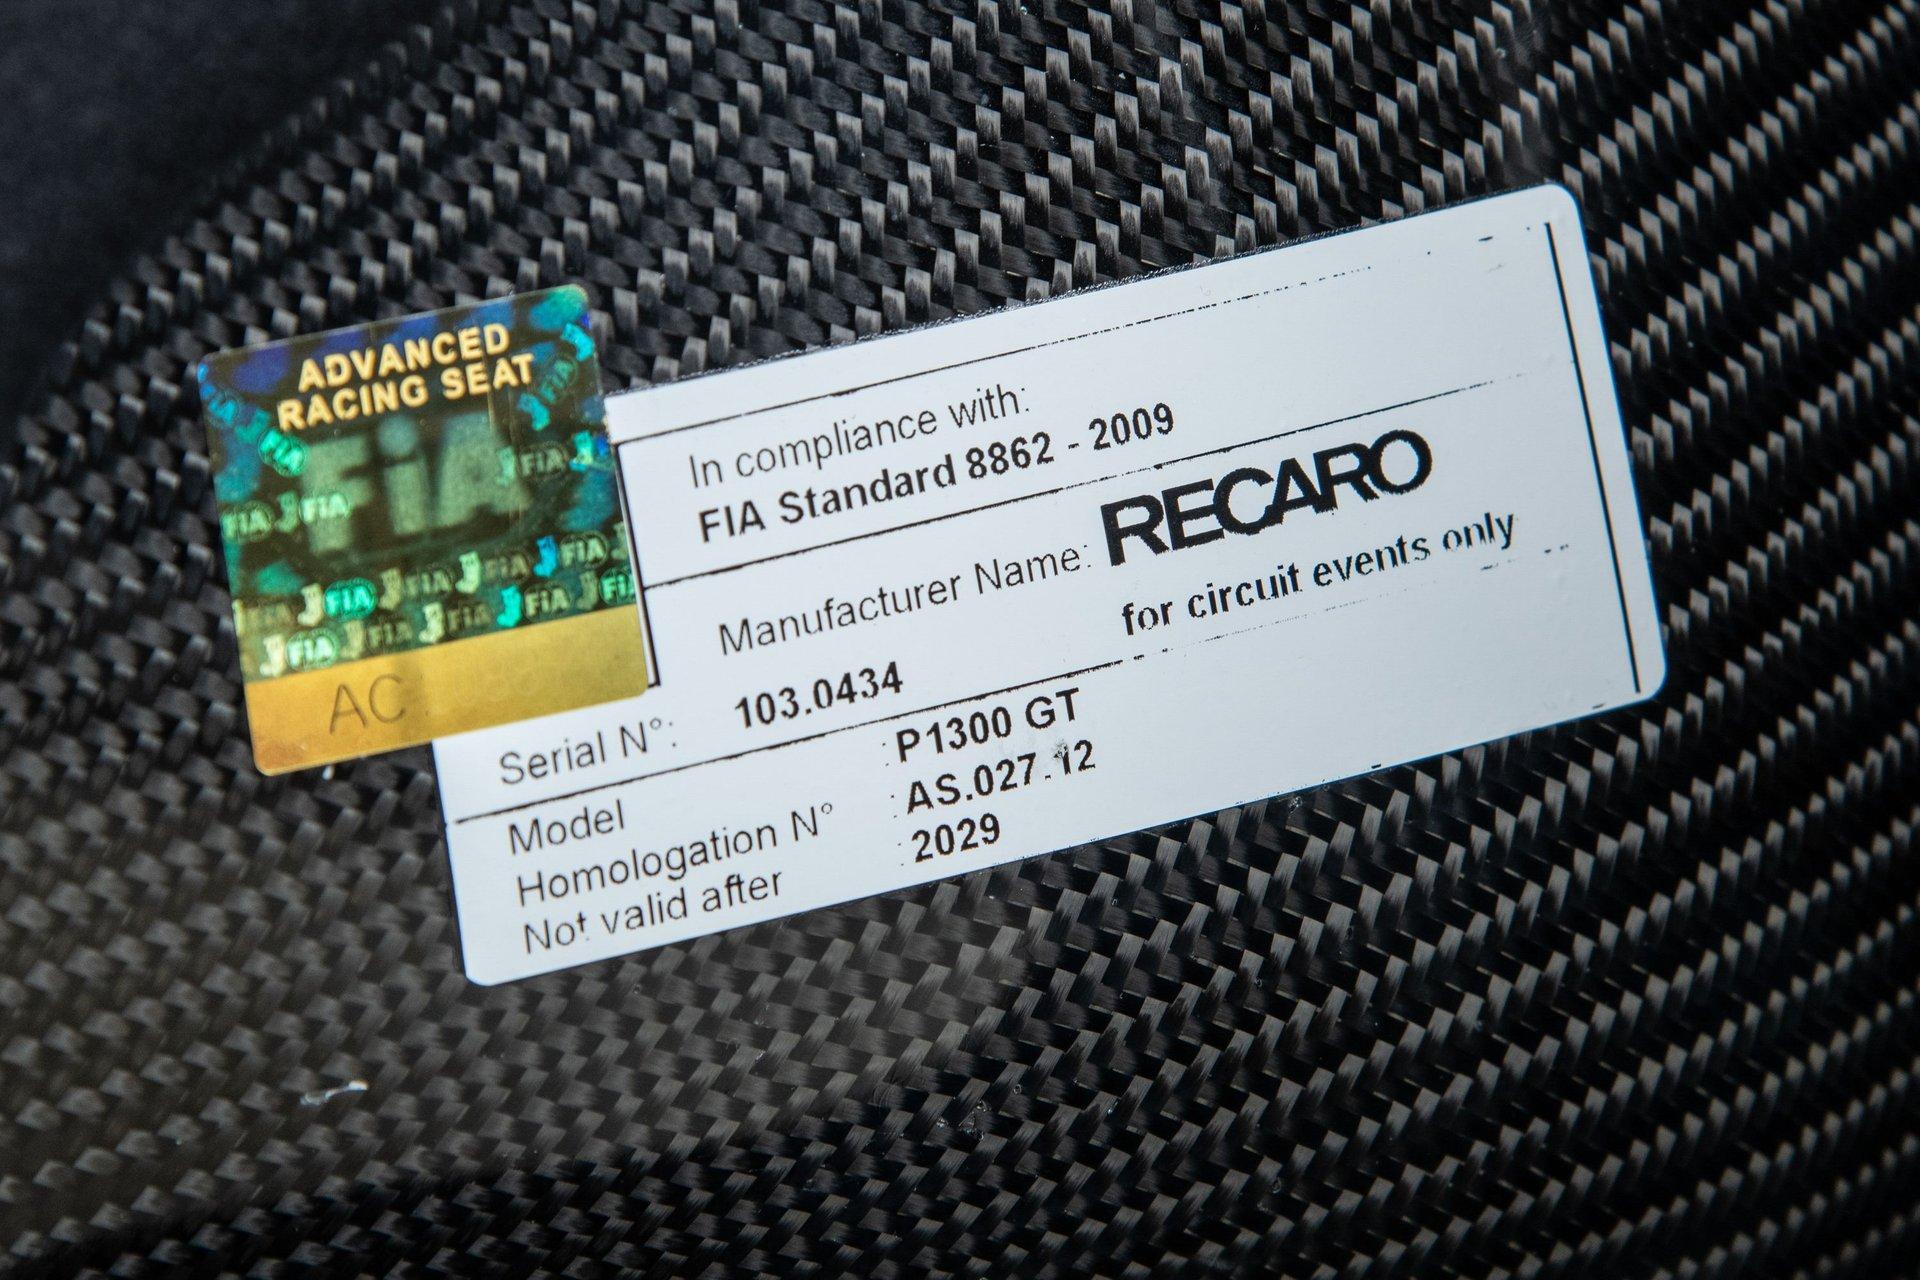 ADVANCED
RACING SEAT
FIA
AC
In compliance with:
FIA Standard 8862 - 2009
Manufacturer Name: RECARO
for circuit events only
Serial N°: 103.0434
Model : P1300 GT
Homologation N° : AS.027.12
Not valid after : 2029